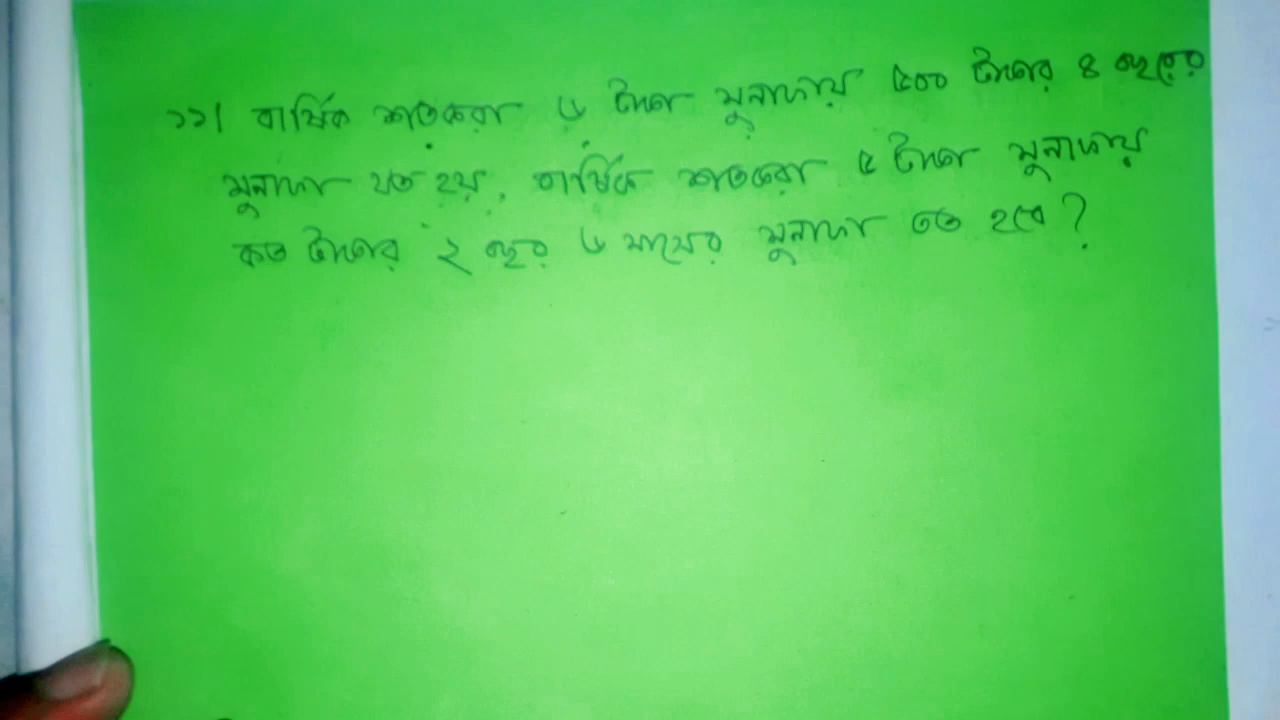 ১১। বার্ষিক শতকরা ৬ টাকা মুনাফায় ৫০০ টাকার ৪ বছরের
মুনাফা যত হয়, বার্ষিক শতকরা ৫ টাকা মুনাফায়
কত টাকার ২ বছর ৬ মাসের মুনাফা তত হবে?